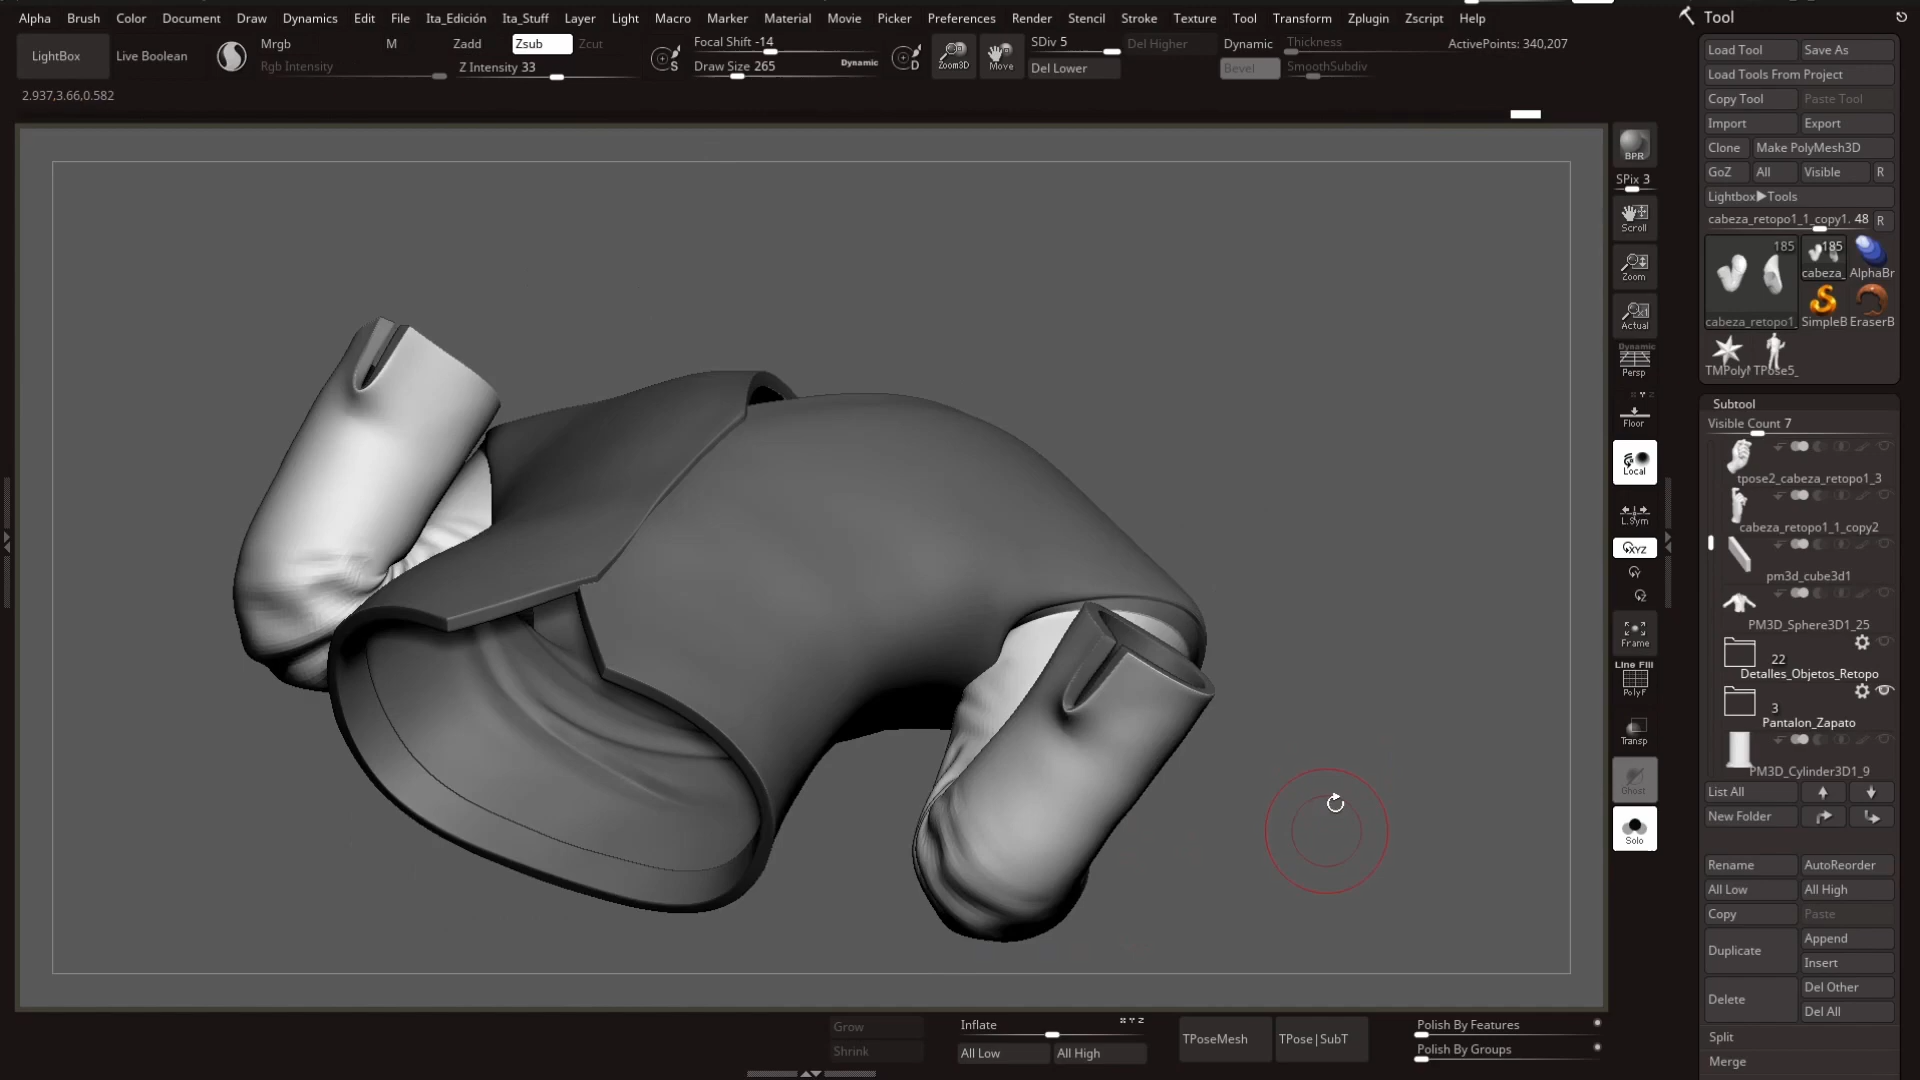 Alpha Brush Color Document Draw Dynamics Edit File Ita_Edición Ita_Stuff Layer Light Macro Marker Material Movie Picker Preferences Render Stencil Stroke Texture Tool Transform Zplugin Zscript Help
LightBox
Live Boolean
Mrgb
M
Zadd
Zsub
Zcut
Rgb Intensity
Z Intensity 33
S
Focal Shift -14
Draw Size 265
Dynamic
D
Zoom3D
Move
SDiv 5
Del Higher
Del Lower
Dynamic
Thickness
Bevel
SmoothSubdiv
ActivePoints: 340,207
2.937,3.66,0.582
BPR
SPix 3
Scroll
Zoom
Actual
Dynamic
Persp
X Y Z
Floor
Local
L.Sym
XYZ
Y
Z
Frame
Line Fill
PolyF
Transp
Ghost
Solo
Tool
Load Tool
Save As
Load Tools From Project
Copy Tool
Paste Tool
Import
Export
Clone
Make PolyMesh3D
GoZ
All
Visible
R
Lightbox▶Tools
cabeza_retopo1_1_copy1. 48
R
185
185
cabeza_
AlphaBr
cabeza_retopo1_
SimpleB
EraserB
TMPolyM
TPose5_
Subtool
Visible Count 7
tpose2_cabeza_retopo1_3
cabeza_retopo1_1_copy2
pm3d_cube3d1
PM3D_Sphere3D1_25
22
Detalles_Objetos_Retopo
3
Pantalon_Zapato
PM3D_Cylinder3D1_9
List All
New Folder
Rename
AutoReorder
All Low
All High
Copy
Paste
Duplicate
Append
Insert
Delete
Del Other
Del All
Split
Merge
Grow
Shrink
Inflate
X Y Z
All Low
All High
TPoseMesh
TPose|SubT
Polish By Features
Polish By Groups